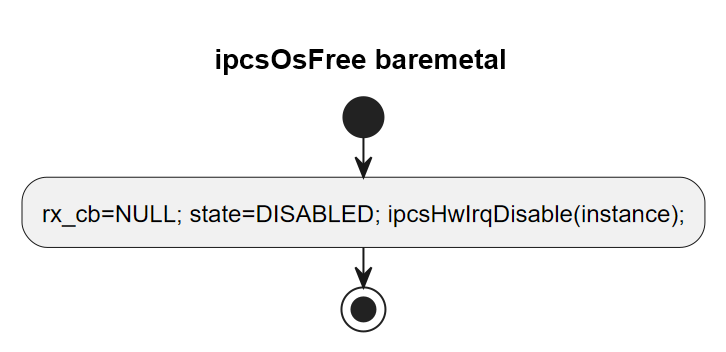 ipcsOsFree baremetal
rx_cb=NULL; state=DISABLED; ipcsHwIrqDisable(instance);